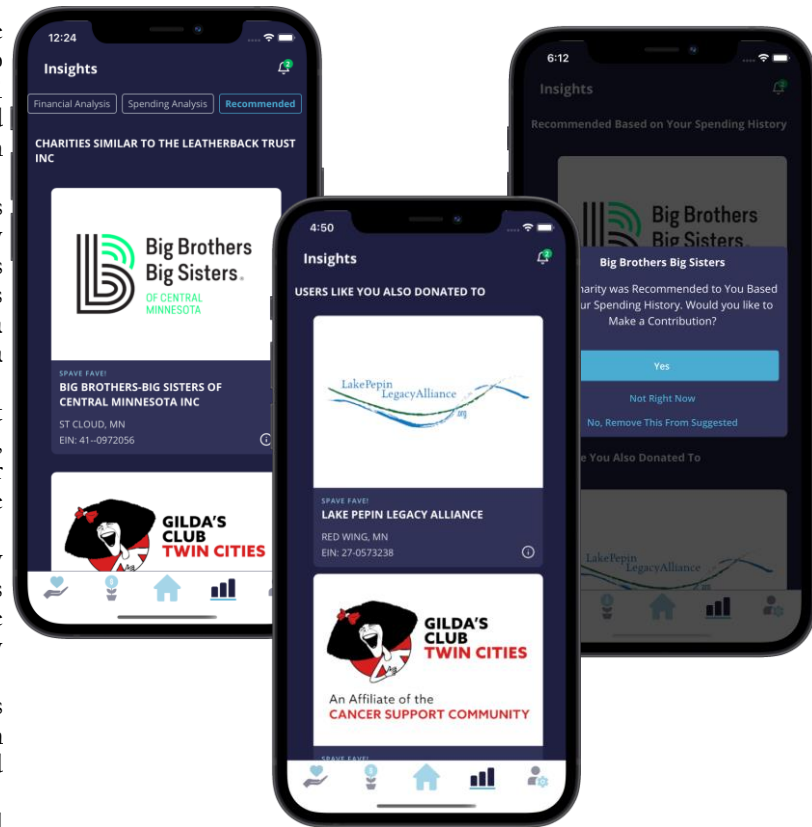 12:24
Insights
2
Financial Analysis
Spending Analysis
Recommended
CHARITIES SIMILAR TO THE LEATHERBACK TRUST
INC
Big Brothers
Big Sisters.
OF CENTRAL
MINNESOTA
SPAVE FAVE!
BIG BROTHERS-BIG SISTERS OF
CENTRAL MINNESOTA INC
ST CLOUD, MN
EIN: 41--0972056
GILDA'S
CLUB
TWIN CITIES
4:50
Insights
2
USERS LIKE YOU ALSO DONATED TO
LakePepin
LegacyAlliance
.org
SPAVE FAVE!
LAKE PEPIN LEGACY ALLIANCE
RED WING, MN
EIN: 27-0573238
GILDA'S
CLUB
TWIN CITIES
An Affiliate of the
CANCER SUPPORT COMMUNITY
SPAVE FAVE!
6:12
Insights
2
Recommended Based on Your Spending History
Big Brothers
Big Sisters.
Big Brothers Big Sisters
was Recommended to You Based
Spending History. Would you like to
Make a Contribution?
Yes
Not Right Now
No, Remove This From Suggested
You Also Donated To
LakePepin
LegacyAlliance